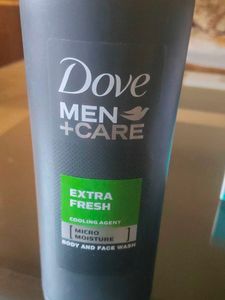 Dove
MEN
+CARE
EXTRA
FRESH
COOLING AGENT
[ MICRO
MOISTURE ]
BODY AND FACE WASH